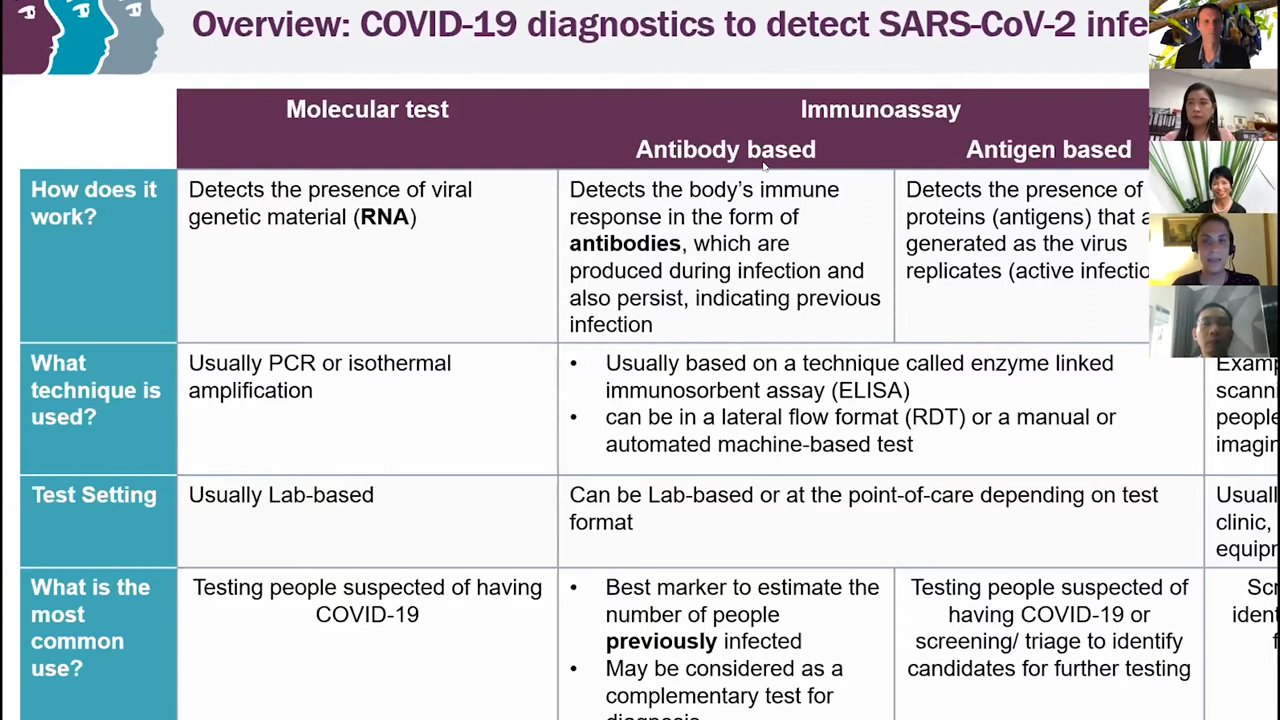 Overview: COVID-19 diagnostics to detect SARS-CoV-2 infe
Molecular test
Immunoassay
Antibody based
Antigen based
How does it
work?
Detects the presence of viral
genetic material (RNA)
Detects the body’s immune
response in the form of
antibodies, which are
produced during infection and
also persist, indicating previous
infection
Detects the presence of
proteins (antigens) that a
generated as the virus
replicates (active infectio
What
technique is
used?
Usually PCR or isothermal
amplification
• Usually based on a technique called enzyme linked
immunosorbent assay (ELISA)
• can be in a lateral flow format (RDT) or a manual or
automated machine-based test
Examp
scanni
people
imagin
Test Setting
Usually Lab-based
Can be Lab-based or at the point-of-care depending on test
format
Usuall
clinic,
equipm
What is the
most
common
use?
Testing people suspected of having
COVID-19
• Best marker to estimate the
number of people
previously infected
• May be considered as a
complementary test for
diagnosis
Testing people suspected of
having COVID-19 or
screening/ triage to identify
candidates for further testing
Scr
ident
f